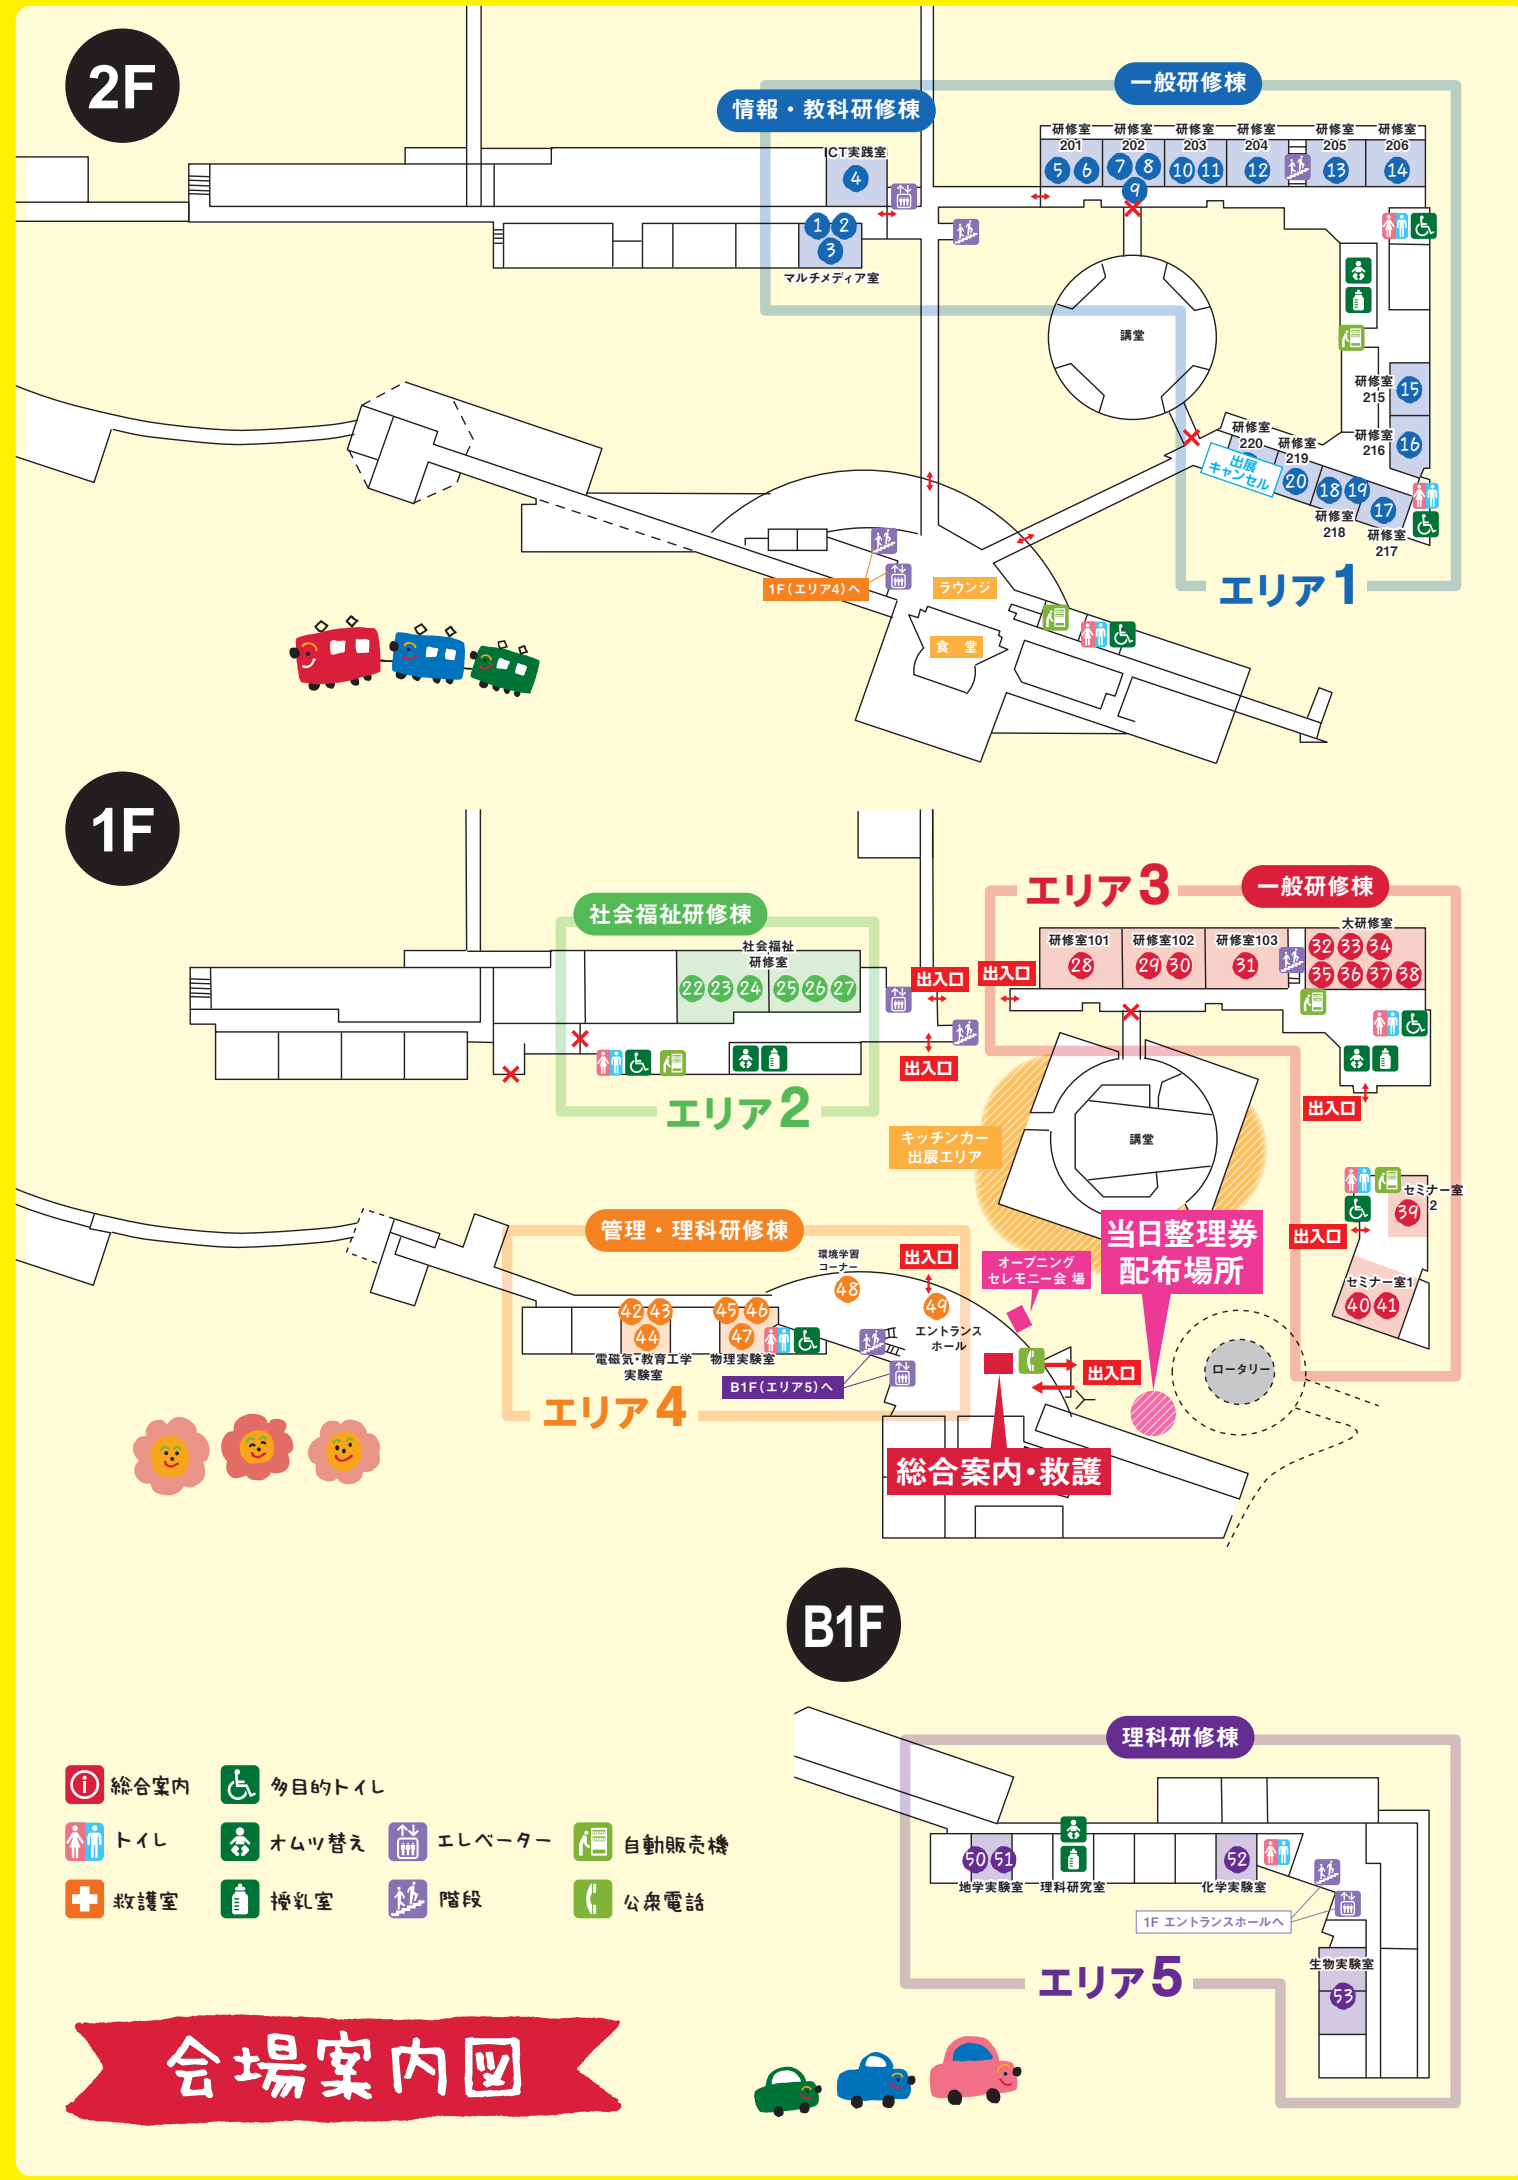 2F
一般研修棟
情報・教科研修棟
ICT実践室
4
1 2
3
マルチメディア室
研修室
201
5 6
研修室
202
7 8
9
研修室
203
10 11
研修室
204
12
研修室
205
13
研修室
206
14
講堂
研修室
215
15
研修室
216
16
研修室
220
出展
キャンセル
研修室
219
20
18 19
研修室
218
17
研修室
217
エリア1
1F(エリア4)へ
ラウンジ
食 堂
1F
エリア3
一般研修棟
社会福祉研修棟
社会福祉
研修室
22 23 24 25 26 27
エリア2
出入口
出入口
出入口
研修室101
28
研修室102
29 30
研修室103
31
大研修室
32 33 34
35 36 37 38
出入口
講堂
キッチンカー
出展エリア
セミナー室
2
39
出入口
セミナー室1
40 41
当日整理券
配布場所
オープニング
セレモニー会 場
管理・理科研修棟
環境学習
コーナー
48
出入口
49
エントランス
ホール
42 43
44
電磁気・教育工学
実験室
45 46
47
物理実験室
B1F(エリア5)へ
エリア4
出入口
ロータリー
総合案内・救護
B1F
理科研修棟
50 51
地学実験室
理科研究室
52
化学実験室
1F エントランスホールへ
生物実験室
53
エリア5
総合案内
多目的トイレ
トイレ
オムツ替え
エレベーター
自動販売機
救護室
授乳室
階段
公衆電話
会場案内図